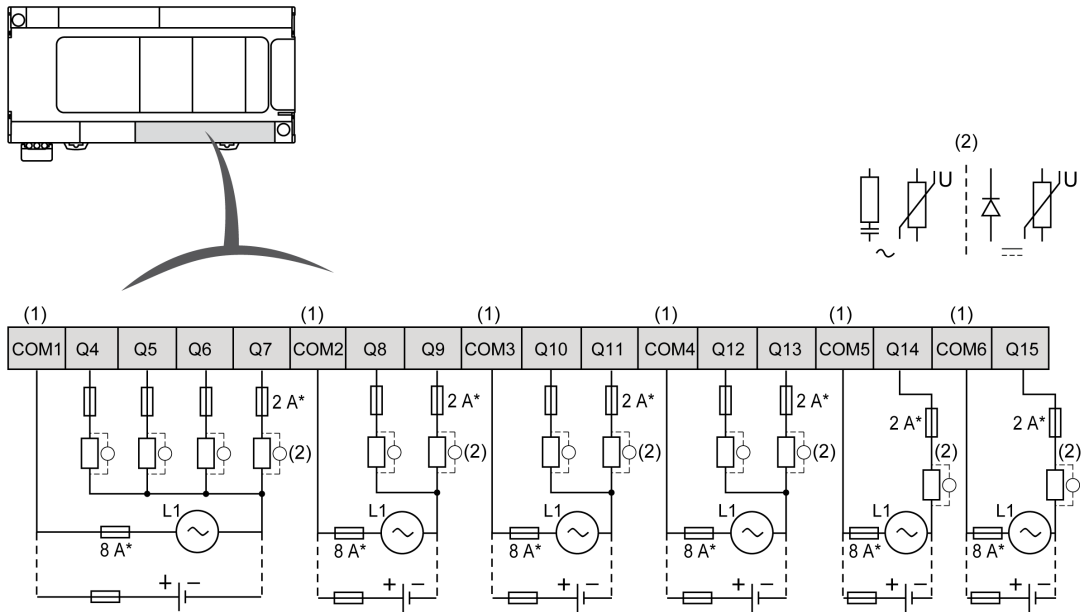 (2)
U
U
(1) (1) (1) (1) (1) (1)
COM1 Q4 Q5 Q6 Q7 COM2 Q8 Q9 COM3 Q10 Q11 COM4 Q12 Q13 COM5 Q14 COM6 Q15
2 A* 2 A* 2 A* 2 A* 2 A* 2 A*
(2) (2) (2) (2) (2) (2)
L1 L1 L1 L1 L1 L1
8 A* 8 A* 8 A* 8 A* 8 A* 8 A*
+ − + − + − + − + − + −